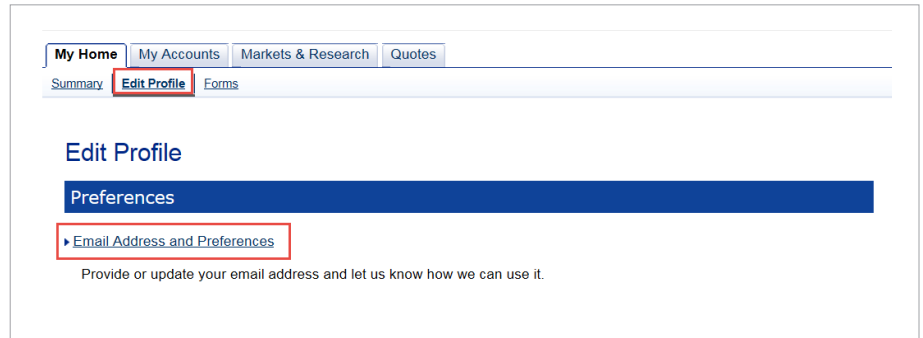 My Home My Accounts Markets & Research Quotes
Summary Edit Profile Forms
Edit Profile
Preferences
Email Address and Preferences
Provide or update your email address and let us know how we can use it.